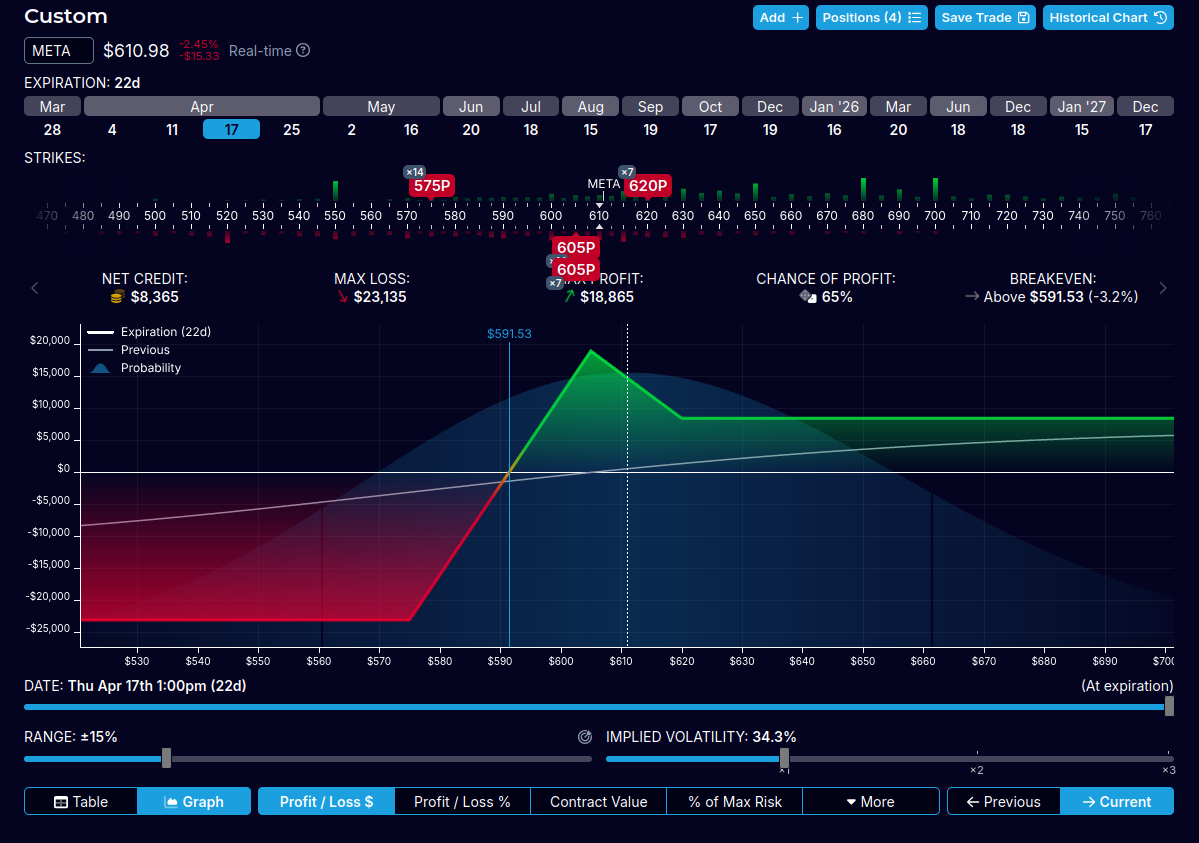 Custom
Add +
Positions (4)
Save Trade
Historical Chart
META
$610.98
-2.45%
-$15.33
Real-time
EXPIRATION: 22d
Mar Apr May Jun Jul Aug Sep Oct Dec Jan '26 Mar Jun Dec Jan '27 Dec
28 4 11 17 25 2 16 20 18 15 19 17 19 16 20 18 18 15 17
STRIKES:
×14 ×7
575P META 620P
470 480 490 500 510 520 530 540 550 560 570 580 590 600 610 620 630 640 650 660 670 680 690 700 710 720 730 740 750 760
605P
605P
×7
NET CREDIT:
$8,365
MAX LOSS:
$23,135
PROFIT:
$18,865
CHANCE OF PROFIT:
65%
BREAKEVEN:
Above $591.53 (-3.2%)
Expiration (22d)
Previous
Probability
$591.53
$20,000
$15,000
$10,000
$5,000
$0
-$5,000
-$10,000
-$15,000
-$20,000
-$25,000
$530 $540 $550 $560 $570 $580 $590 $600 $610 $620 $630 $640 $650 $660 $670 $680 $690 $700
DATE: Thu Apr 17th 1:00pm (22d)
(At expiration)
RANGE: ±15%
IMPLIED VOLATILITY: 34.3%
×1 ×2 ×3
Table
Graph
Profit / Loss $
Profit / Loss %
Contract Value
% of Max Risk
More
Previous
Current